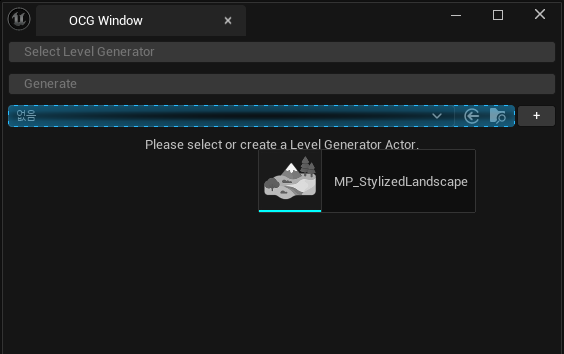 OCG Window
Select Level Generator
Generate
없음
+
Please select or create a Level Generator Actor.
MP_StylizedLandscape